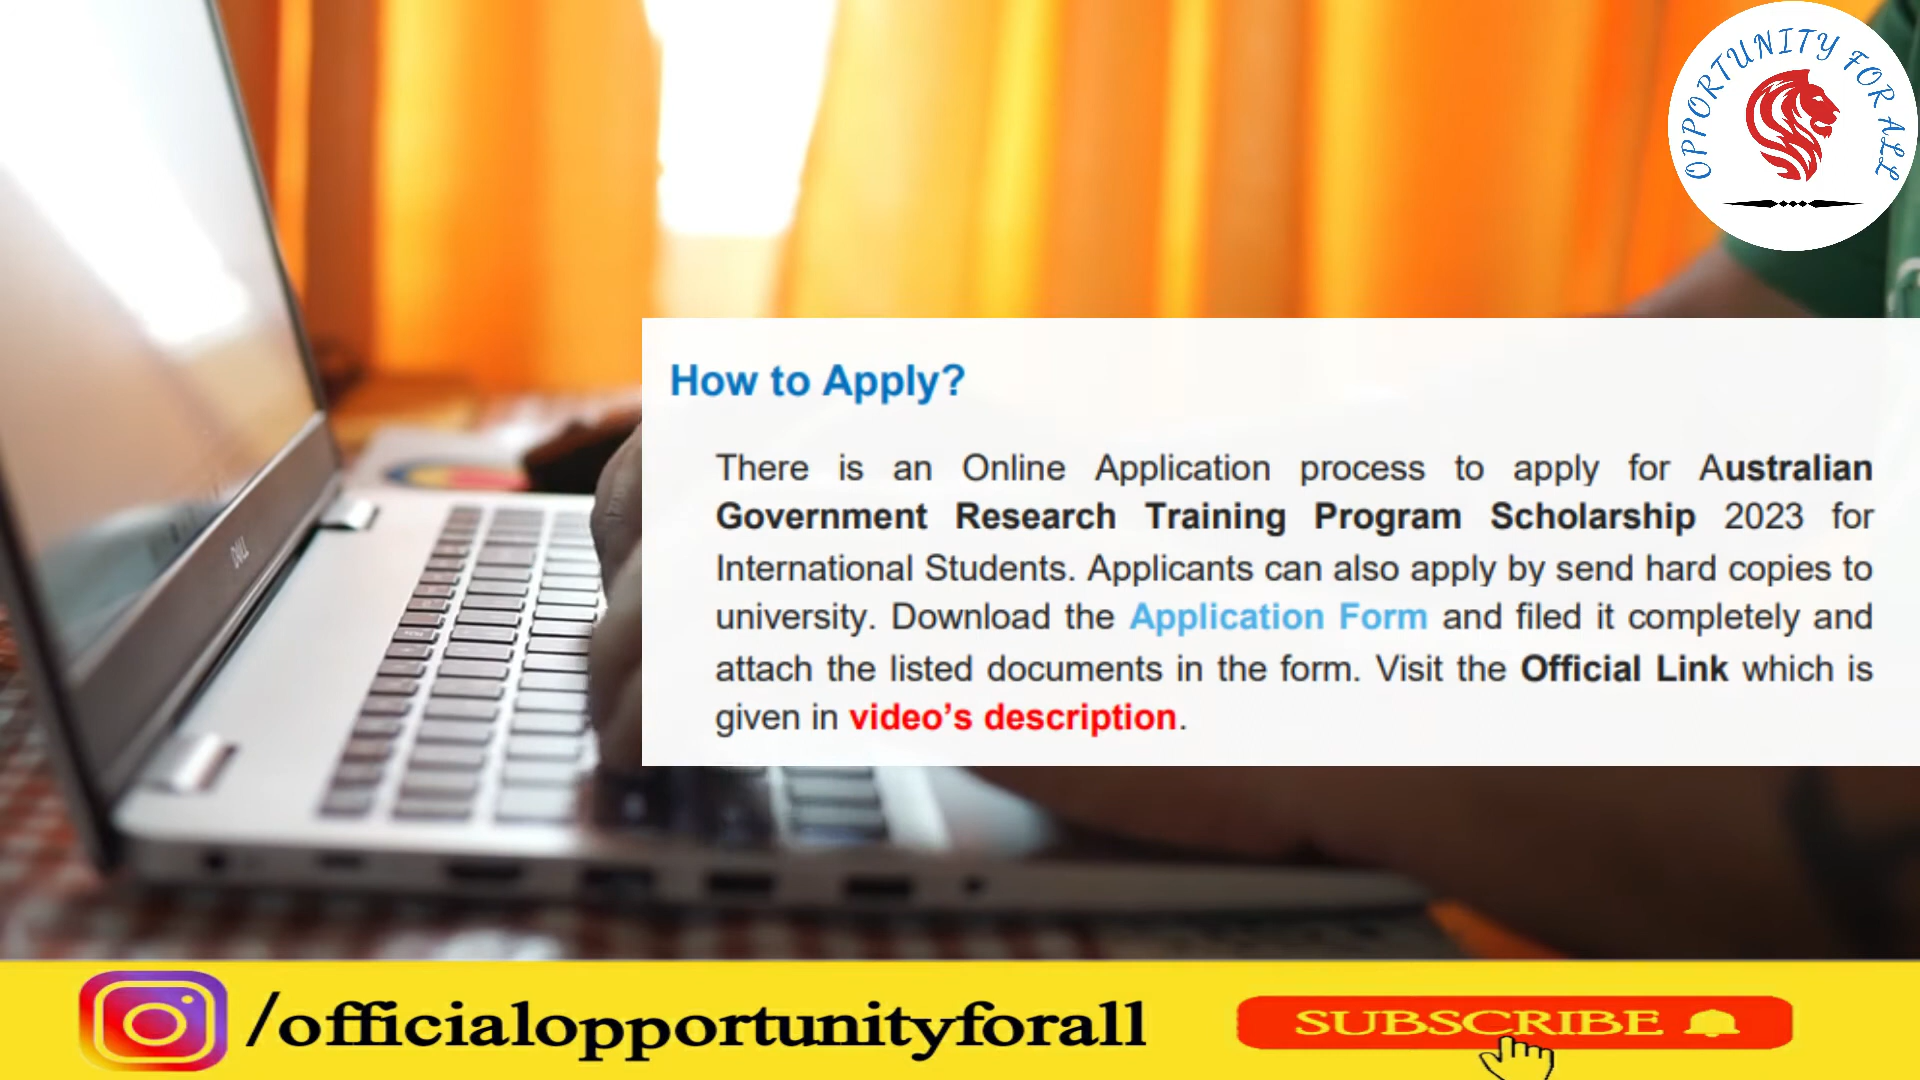 OPPORTUNITY FOR ALL
How to Apply?
There is an Online Application process to apply for Australian
Government Research Training Program Scholarship 2023 for
International Students. Applicants can also apply by send hard copies to
university. Download the Application Form and filed it completely and
attach the listed documents in the form. Visit the Official Link which is
given in video’s description.
DELL
/officialopportunityforall
SUBSCRIBE